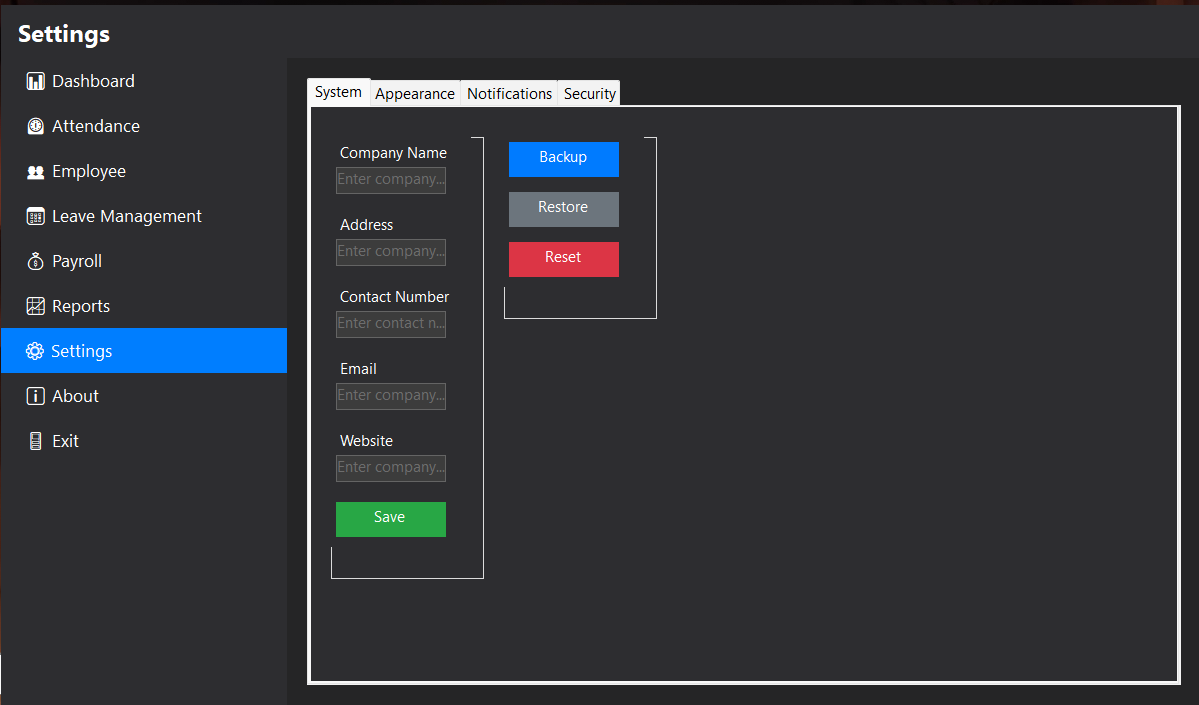 Settings
Dashboard
Attendance
Employee
Leave Management
Payroll
Reports
Settings
About
Exit
System Appearance Notifications Security
Company Name
Enter company...
Address
Enter company...
Contact Number
Enter contact n...
Email
Enter company...
Website
Enter company...
Save
Backup
Restore
Reset